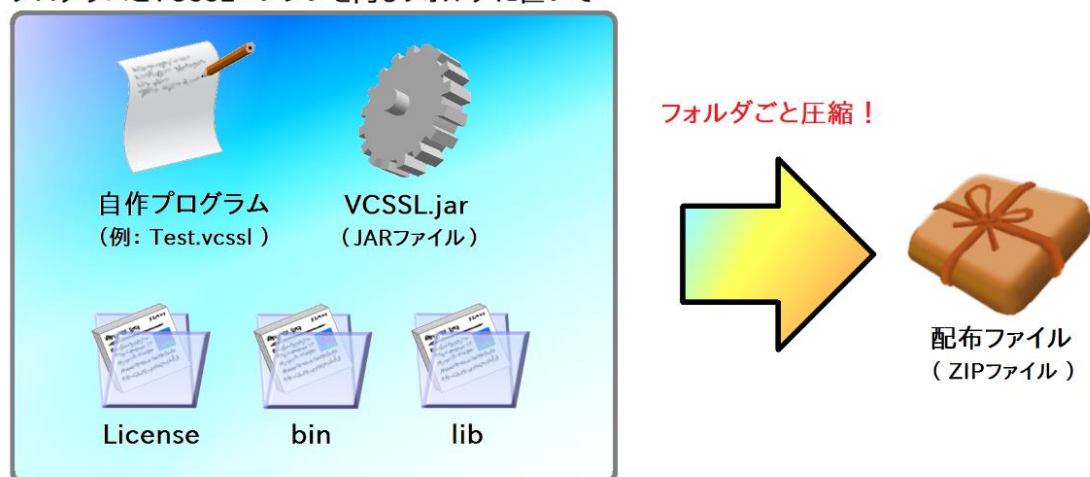 フォルダごと圧縮！
自作プログラム
（例： Test.vcssl ）
VCSSL.jar
（ JARファイル ）
License
bin
lib
配布ファイル
（ ZIPファイル ）